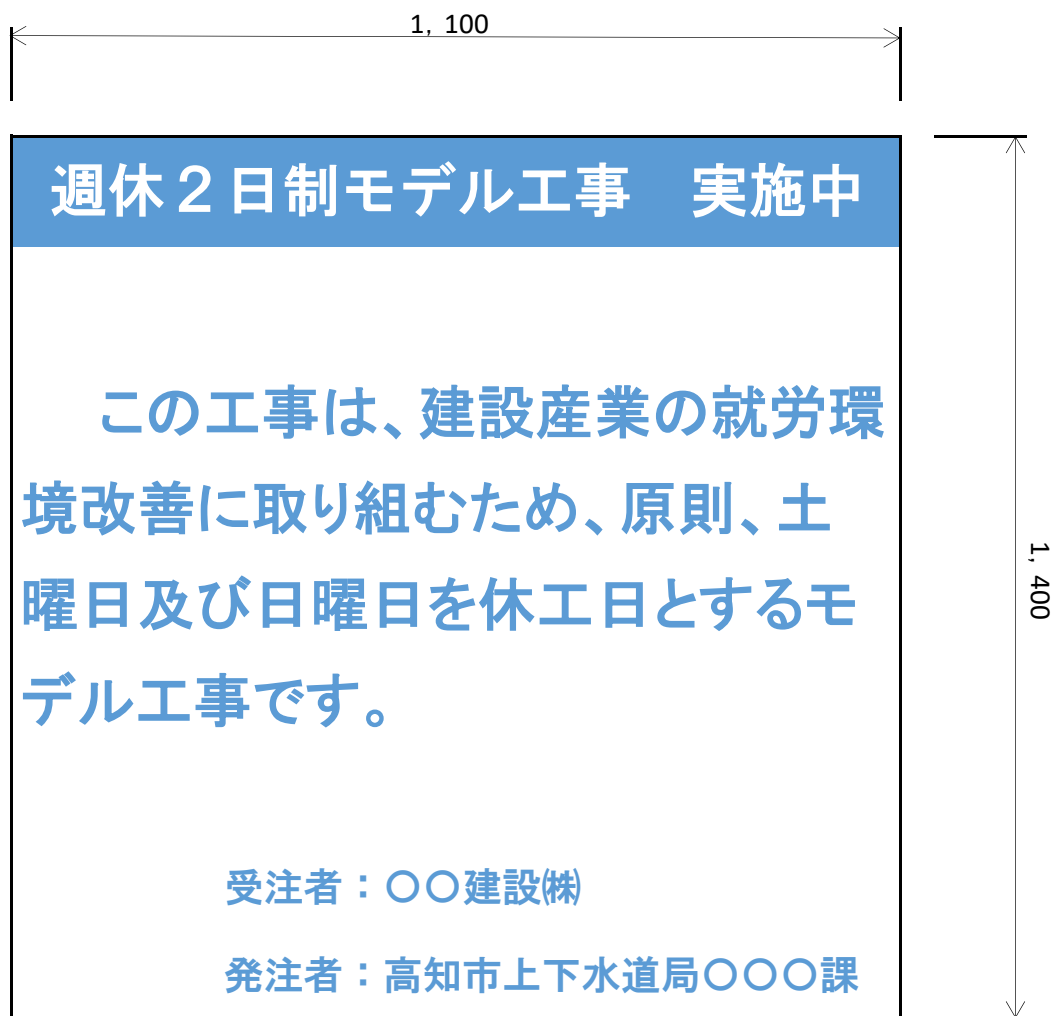 1，100
週休２日制モデル工事　実施中
　この工事は、建設産業の就労環
境改善に取り組むため、原則、土
曜日及び日曜日を休工日とするモ
デル工事です。
1，400
受注者：〇〇建設㈱
発注者：高知市上下水道局〇〇〇課